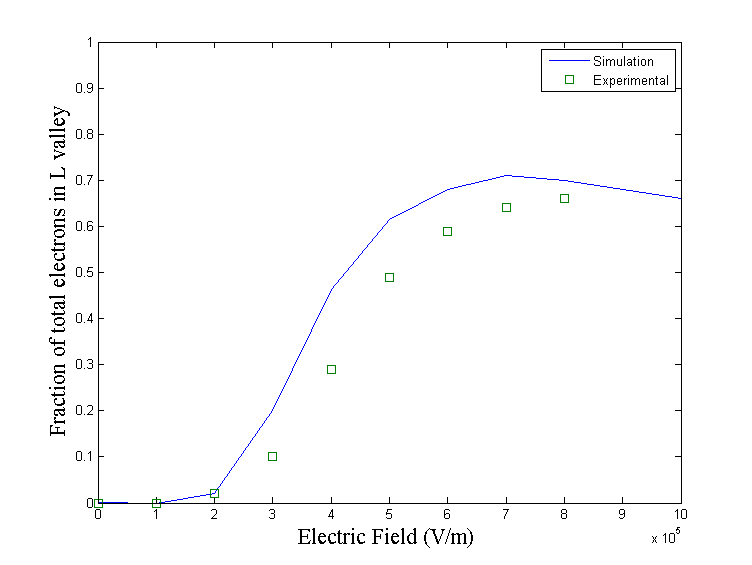 1
0.9
0.8
0.7
0.6
0.5
0.4
0.3
0.2
0.1
0
Fraction of total electrons in L valley
Simulation
Experimental
0 1 2 3 4 5 6 7 8 9 10
x 10⁵
Electric Field (V/m)